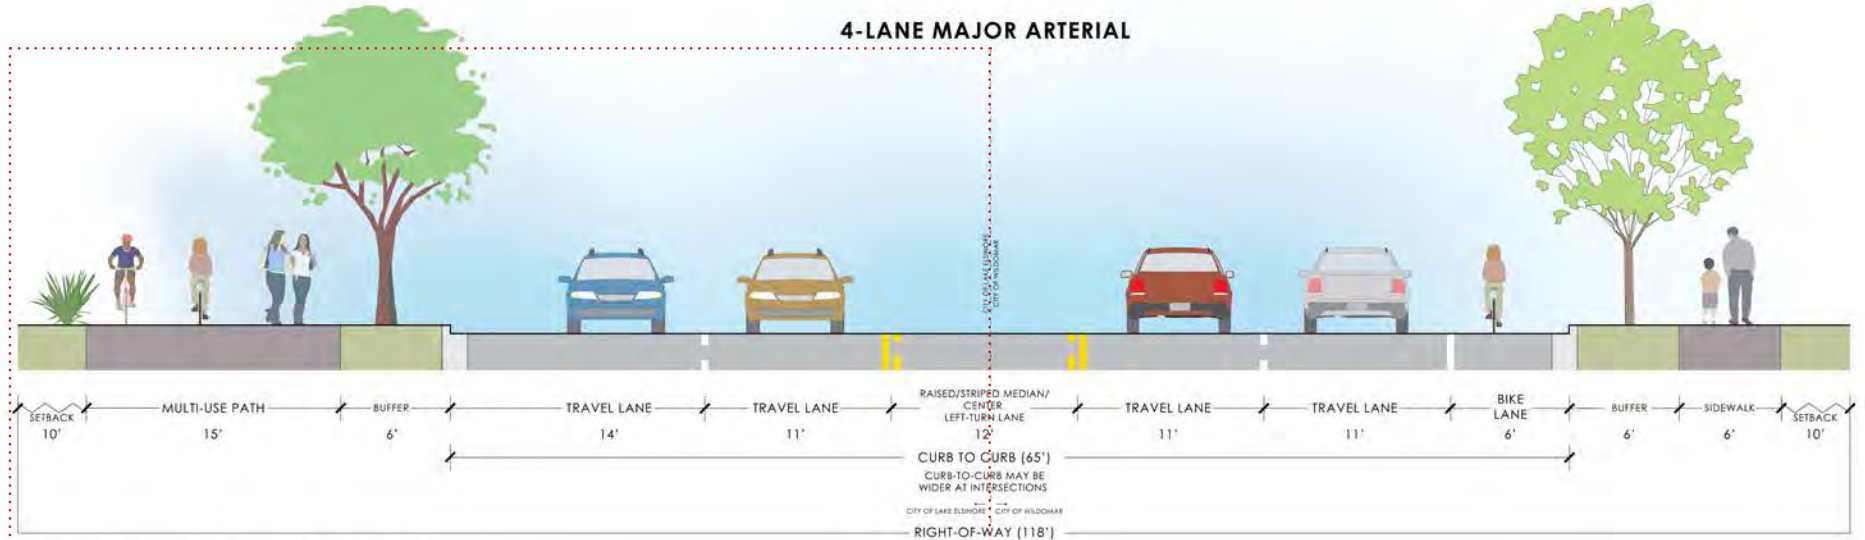 4-LANE MAJOR ARTERIAL
CITY OF LAKE ELSINORE
CITY OF WILDOMAR
SETBACK
10'
MULTI-USE PATH
15'
BUFFER
6'
TRAVEL LANE
14'
TRAVEL LANE
11'
RAISED/STRIPED MEDIAN/
CENTER
LEFT-TURN LANE
12'
TRAVEL LANE
11'
TRAVEL LANE
11'
BIKE
LANE
6'
BUFFER
6'
SIDEWALK
6'
SETBACK
10'
CURB TO CURB (65')
CURB-TO-CURB MAY BE
WIDER AT INTERSECTIONS
CITY OF LAKE ELSINORE CITY OF WILDOMAR
RIGHT-OF-WAY (118')